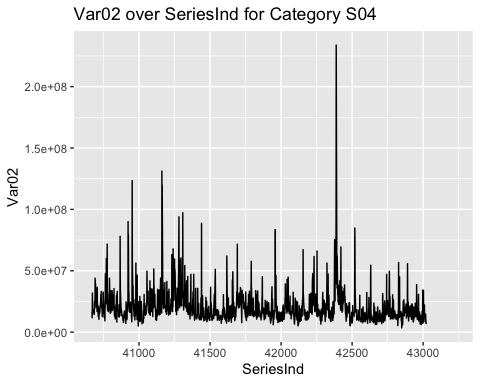 Var02 over SeriesInd for Category S04
2.0e+08
1.5e+08
1.0e+08
5.0e+07
0.0e+00
Var02
41000 41500 42000 42500 43000
SeriesInd